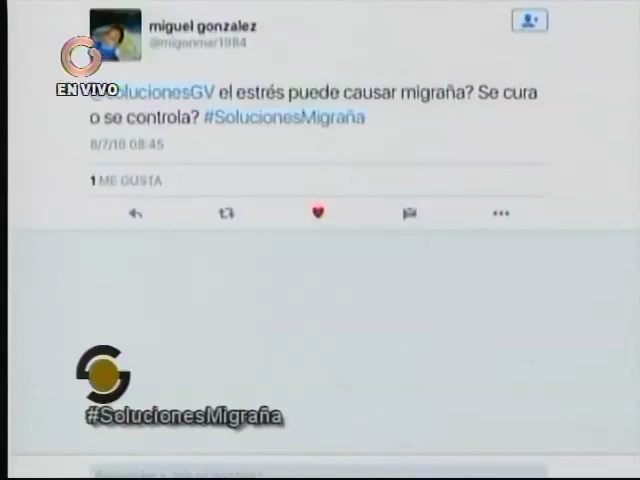 miguel gonzalez
@migonmar1984
EN VIVO
@SolucionesGV el estrés puede causar migraña? Se cura
o se controla? #SolucionesMigraña
8/7/16 08:45
1 ME GUSTA
#SolucionesMigraña